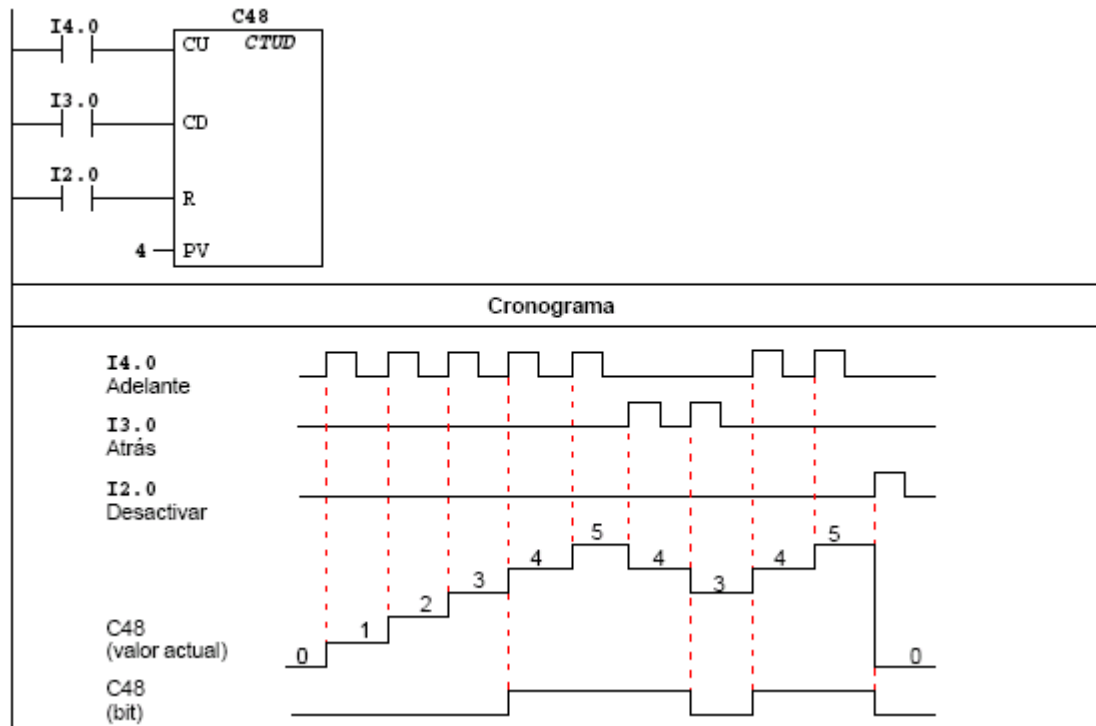 C48
I4.0
CU CTUD
I3.0
CD
I2.0
R
4 PV
Cronograma
I4.0
Adelante
I3.0
Atrás
I2.0
Desactivar
5
4 4 4 5
3 3
2
1
0 0
C48
(valor actual)
C48
(bit)